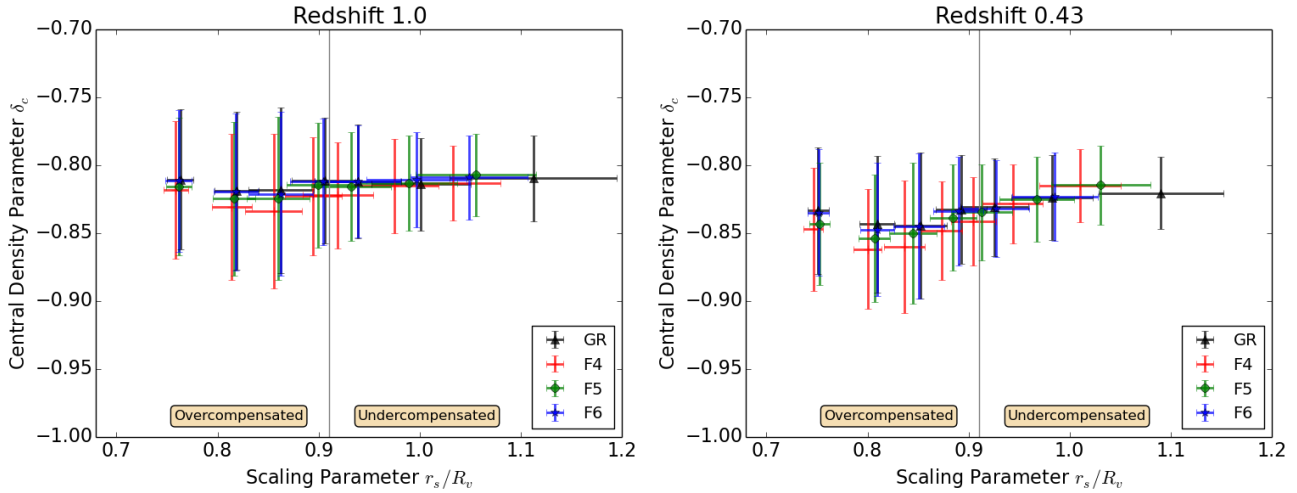 Redshift 1.0
−0.70
−0.75
−0.80
−0.85
−0.90
−0.95
−1.00
Central Density Parameter δc
0.7 0.8 0.9 1.0 1.1 1.2
Scaling Parameter rs/Rv
Overcompensated
Undercompensated
GR
F4
F5
F6
Redshift 0.43
−0.70
−0.75
−0.80
−0.85
−0.90
−0.95
−1.00
Central Density Parameter δc
0.7 0.8 0.9 1.0 1.1 1.2
Scaling Parameter rs/Rv
Overcompensated
Undercompensated
GR
F4
F5
F6